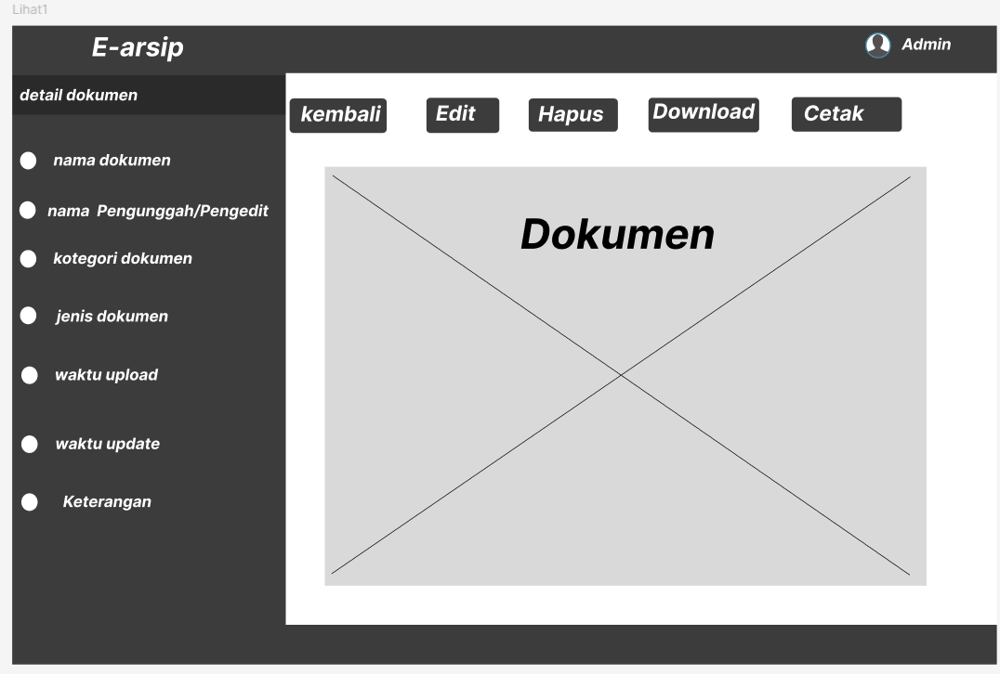 Lihat1
E-arsip
Admin
detail dokumen
kembali
Edit
Hapus
Download
Cetak
nama dokumen
nama Pengunggah/Pengedit
kotegori dokumen
jenis dokumen
waktu upload
waktu update
Keterangan
Dokumen